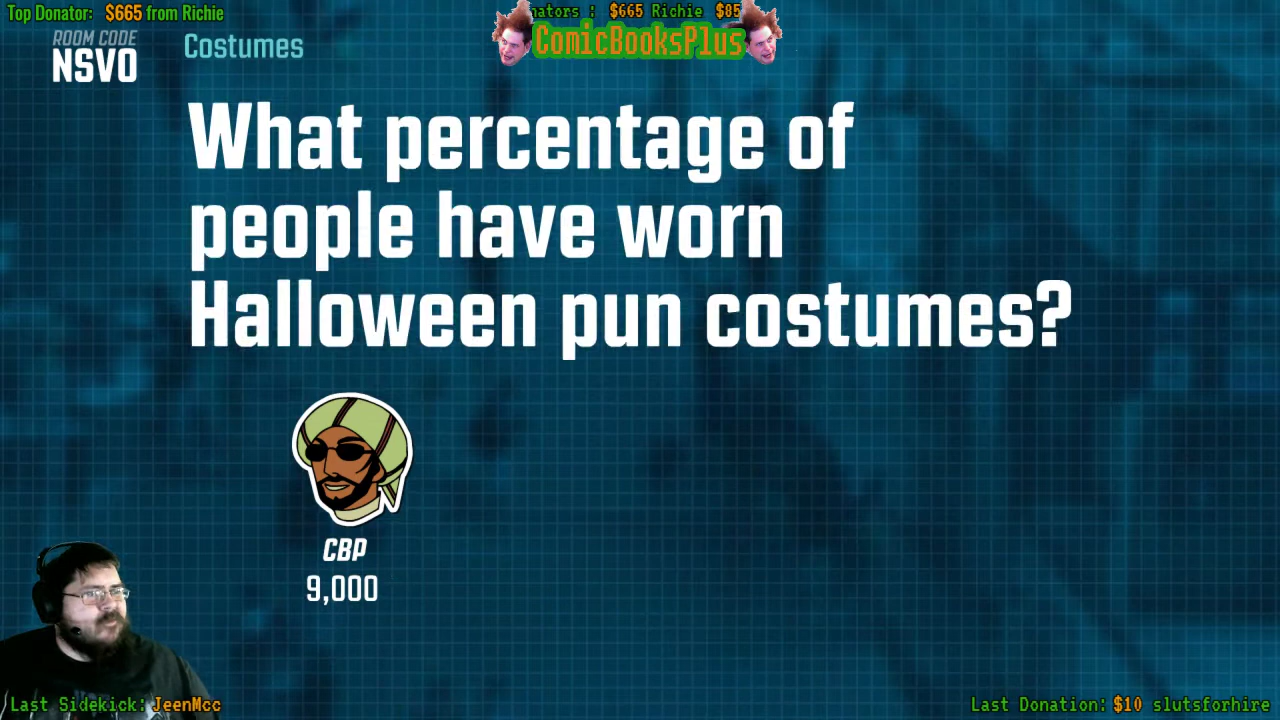 Top Donator: $665 from Richie
nators : $665 Richie $85
ROOM CODE
NSVO
Costumes
ComicBooksPlus
What percentage of
people have worn
Halloween pun costumes?
CBP
9,000
Last Sidekick: JeenMcc
Last Donation: $10 slutsforhire